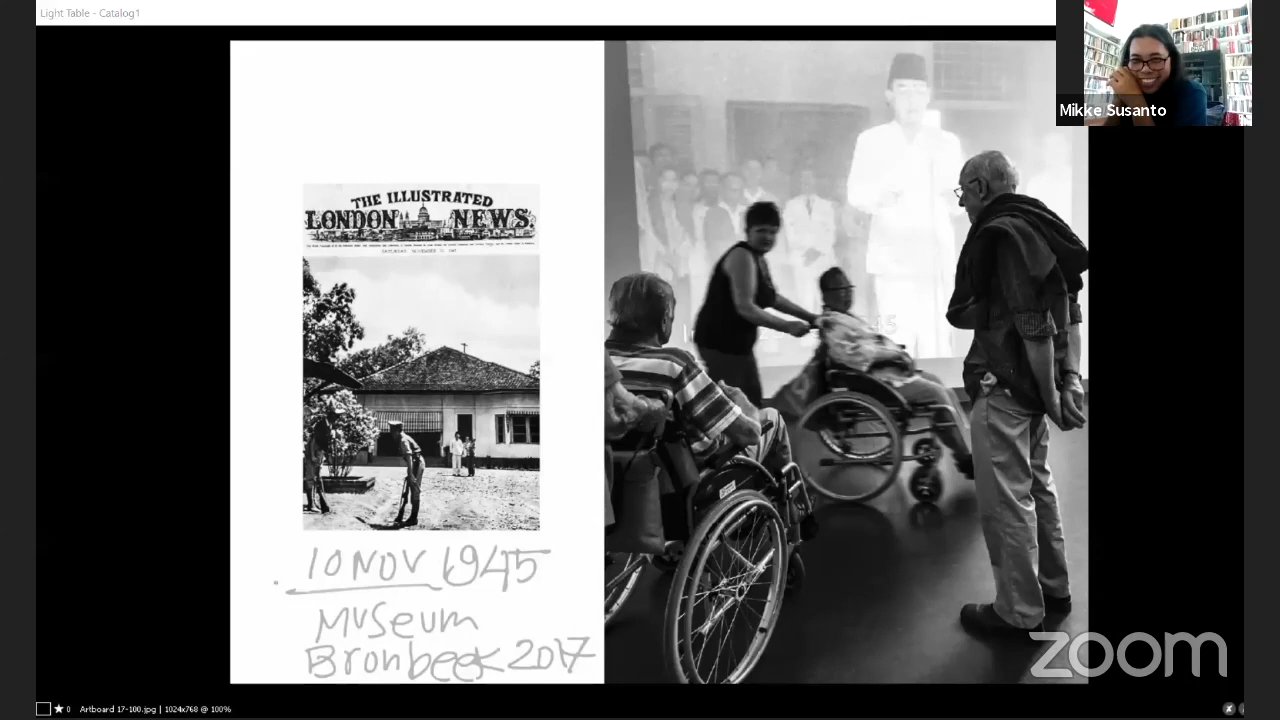 Light Table - Catalog1
Mikke Susanto
THE ILLUSTRATED
LONDON NEWS
10 NOV 1945
Museum
Bronbeek 2017
zoom
0 Artboard 17-100.jpg | 1024x768 @ 100%